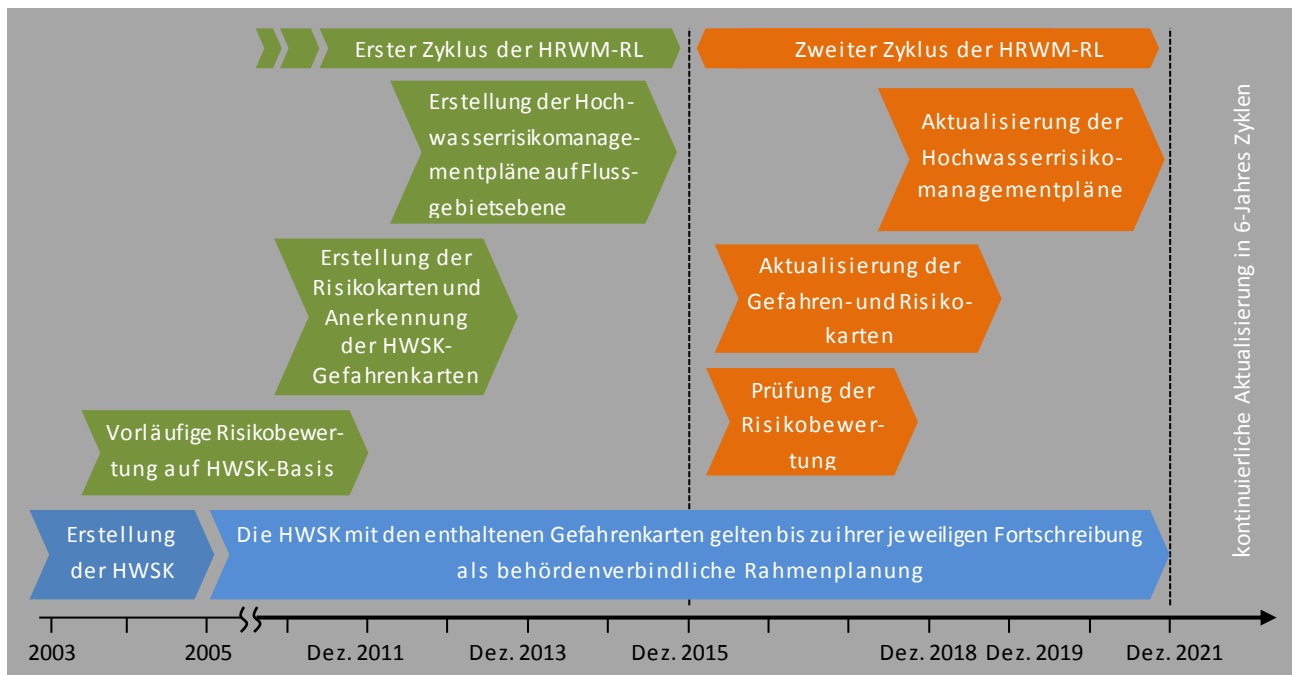 Erster Zyklus der HRWM-RL
Zweiter Zyklus der HRWM-RL
Erstellung der Hoch-
wasserrisikomanage-
mentpläne auf Fluss-
gebietsebene
Aktualisierung der
Hochwasserrisiko-
managementpläne
Erstellung der
Risikokarten und
Anerkennung
der HWSK-
Gefahrenkarten
Aktualisierung der
Gefahren- und Risiko-
karten
Vorläufige Risikobewer-
tung auf HWSK-Basis
Prüfung der
Risikobewer-
tung
Erstellung
der HWSK
Die HWSK mit den enthaltenen Gefahrenkarten gelten bis zu ihrer jeweiligen Fortschreibung
als behördenverbindliche Rahmenplanung
kontinuierliche Aktualisierung in 6-Jahres Zyklen
2003
2005
Dez. 2011
Dez. 2013
Dez. 2015
Dez. 2018
Dez. 2019
Dez. 2021